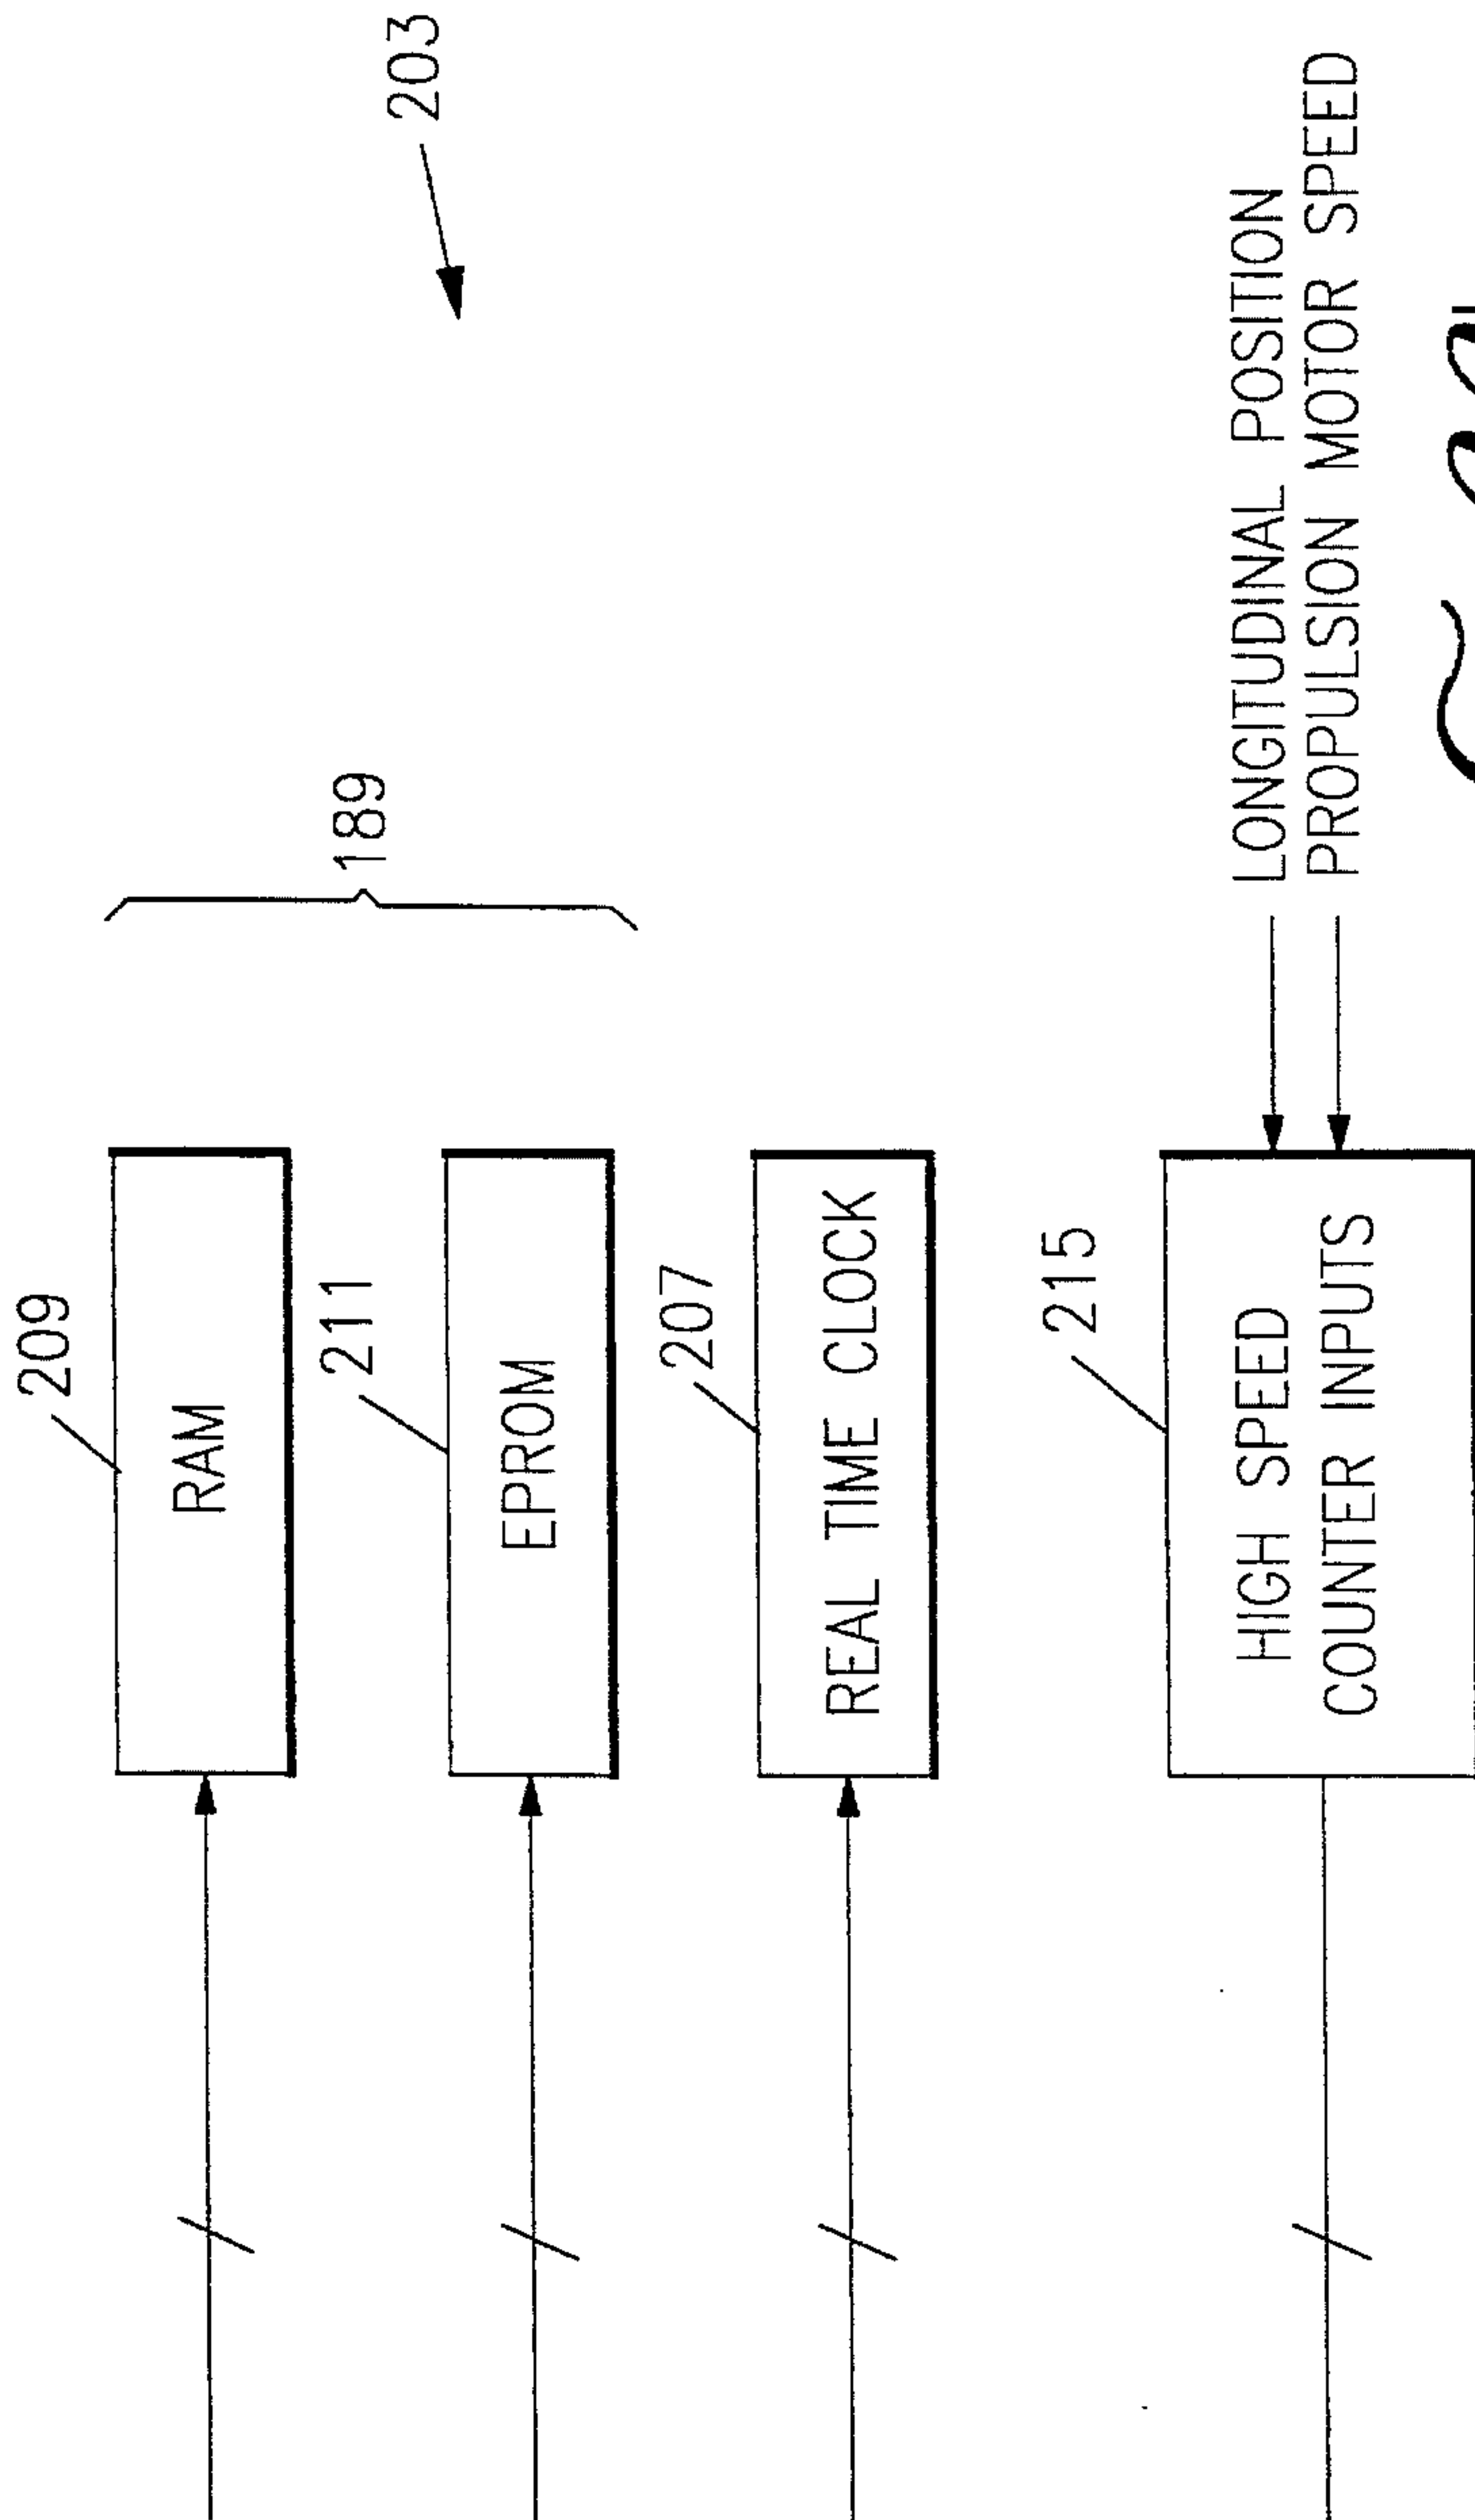 203
189
209
RAM
211
EPROM
207
REAL TIME CLOCK
215
HIGH SPEED
COUNTER INPUTS
LONGITUDINAL POSITION
PROPULSION MOTOR SPEED